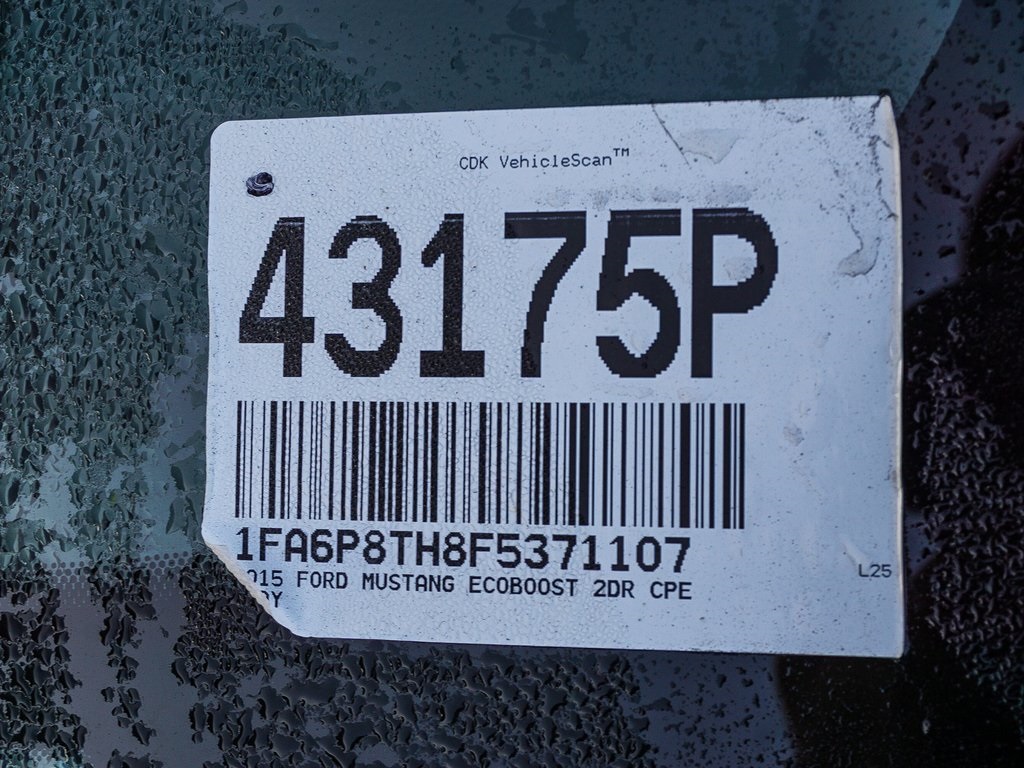 CDK VehicleScan™
43175P
1FA6P8TH8F5371107
015 FORD MUSTANG ECOBOOST 2DR CPE
L25